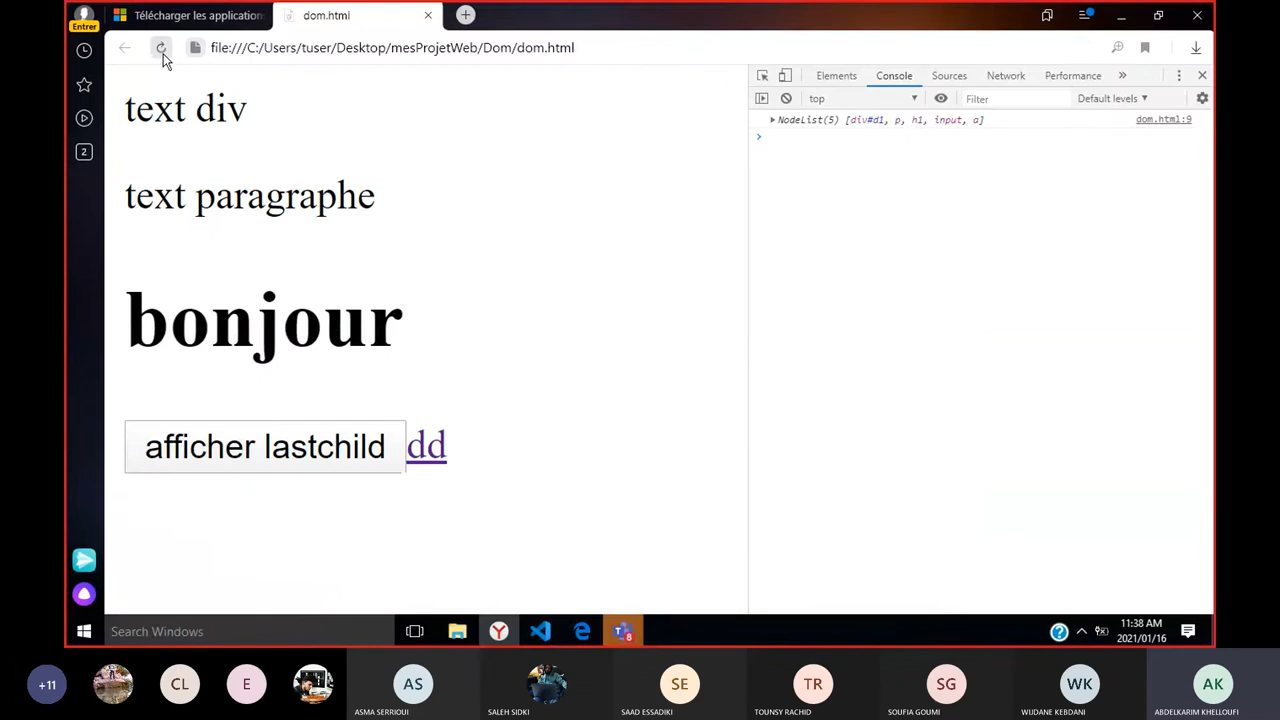 Télécharger les application
dom.html
Entrer
file:///C:/Users/tuser/Desktop/mesProjetWeb/Dom/dom.html
Elements
Console
Sources
Network
Performance
top
Filter
Default levels
NodeList(5) [div#d1, p, h1, input, a]
dom.html:9
2
text div
text paragraphe
bonjour
afficher lastchild
dd
Search Windows
8
11:38 AM
2021/01/16
+11
CL
E
AS
SE
TR
SG
WK
AK
ASMA SERRIOUI
SALEH SIDKI
SAAD ESSADIKI
TOUNSY RACHID
SOUFIA GOUMI
WIJDANE KEBDANI
ABDELKARIM KHELLOUFI